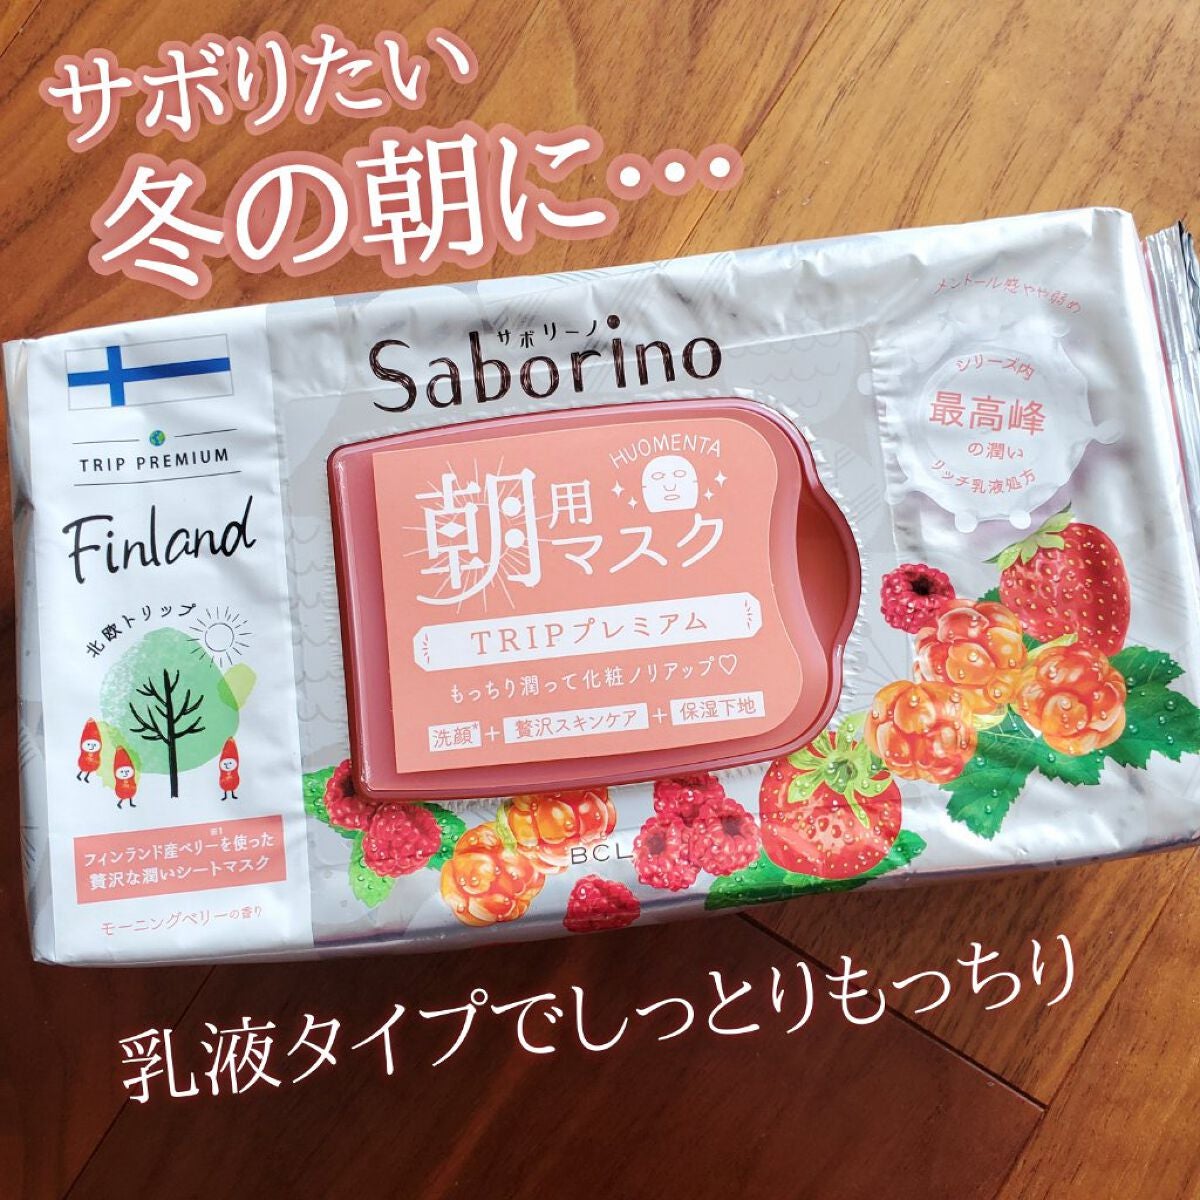 サボりたい
冬の朝に…
サボリーノ
Saborino
メントール感やや弱め
シリーズ内
最高峰
の潤い
リッチ乳液処方
TRIP PREMIUM
Finland
北欧トリップ
※1
フィンランド産ベリーを使った
贅沢な潤いシートマスク
モーニングベリーの香り
HUOMENTA
朝用
マスク
TRIPプレミアム
もっちり潤って化粧ノリアップ♡
洗顔*+贅沢スキンケア+保湿下地
BCL
乳液タイプでしっとりもっちり